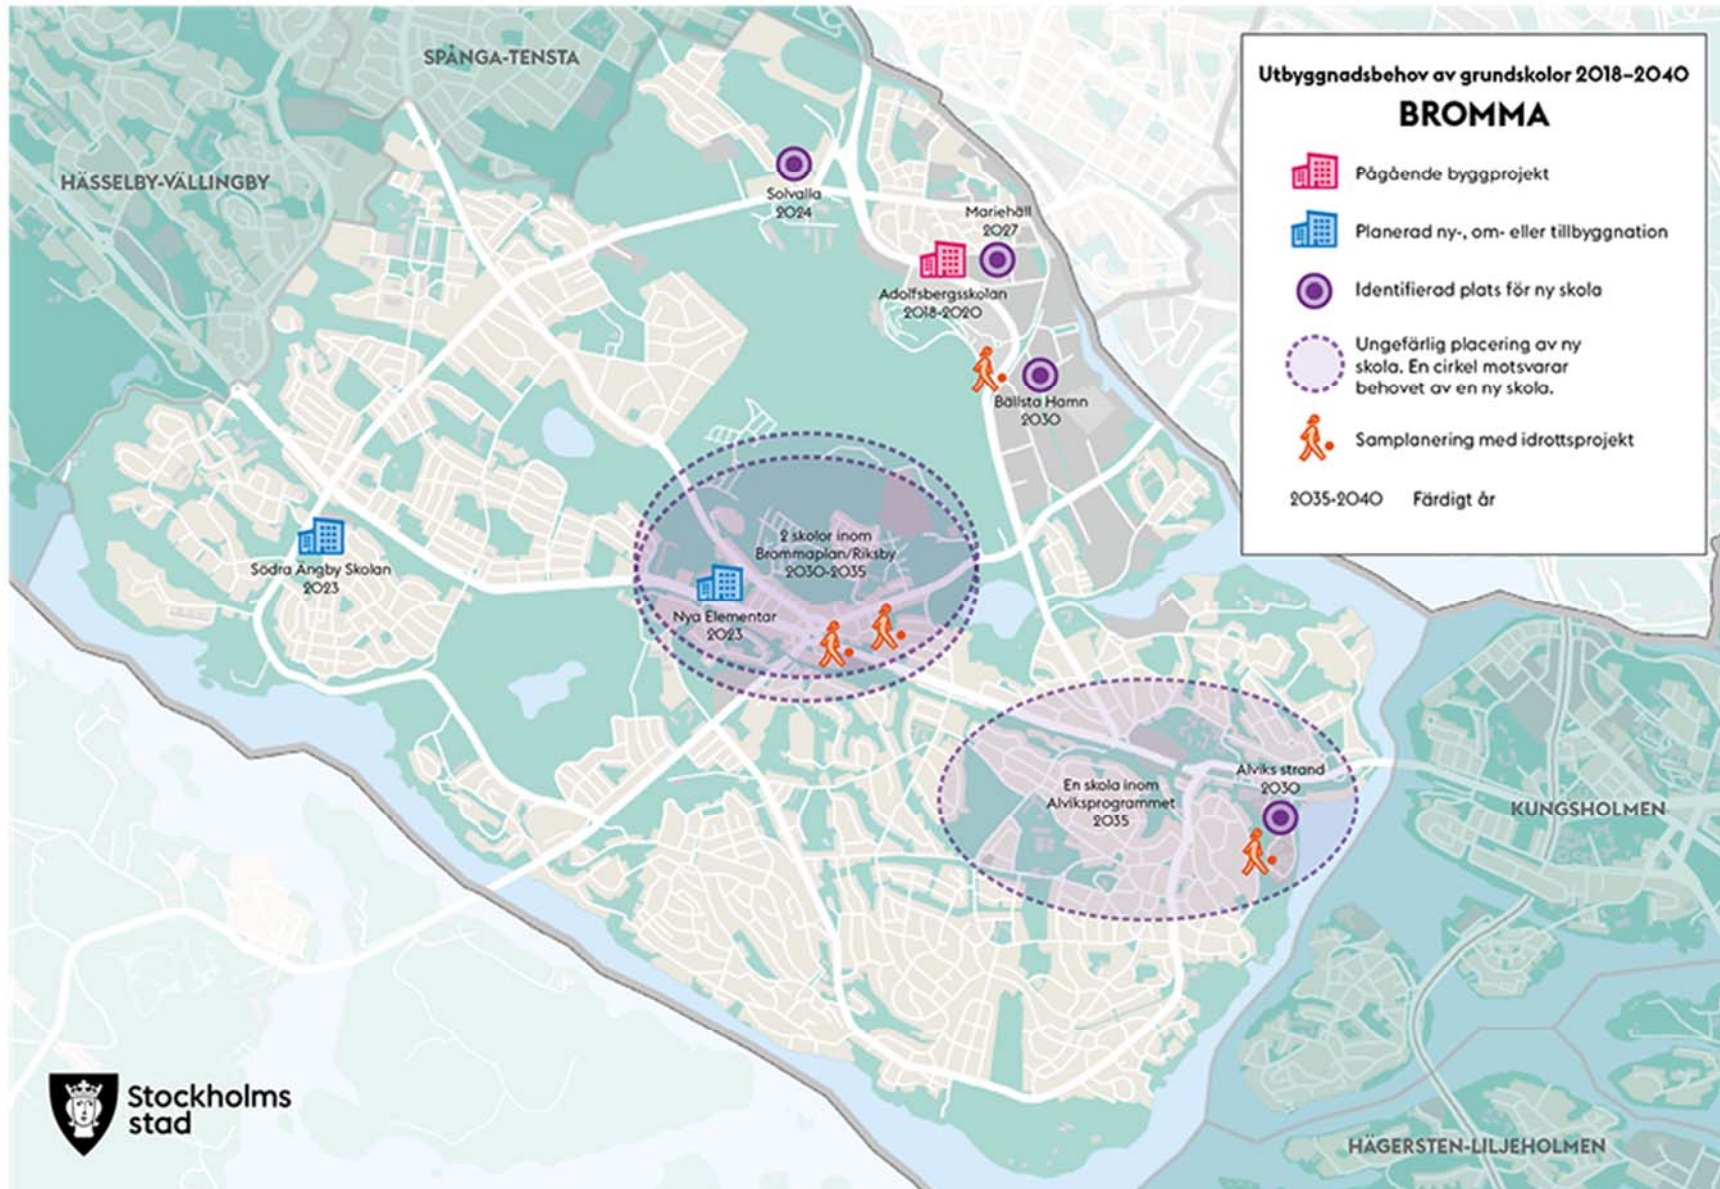 SPÅNGA-TENSTA
HÄSSELBY-VÄLLINGBY
Solvalla
2024
Mariehäll
2027
Adolfsbergsskolan
2018-2020
Bällsta Hamn
2030
Södra Ängby Skolan
2023
2 skolor inom
Brommaplan/Riksby
2030-2035
Nya Elementar
2023
En skola inom
Alviksprogrammet
2035
Alviks strand
2030
KUNGSHOLMEN
HÄGERSTEN-LILJEHOLMEN
Utbyggnadsbehov av grundskolor 2018–2040
BROMMA
Pågående byggprojekt
Planerad ny-, om- eller tillbyggnation
Identifierad plats för ny skola
Ungefärlig placering av ny
skola. En cirkel motsvarar
behovet av en ny skola.
Samplanering med idrottsprojekt
2035-2040 Färdigt år
Stockholms
stad